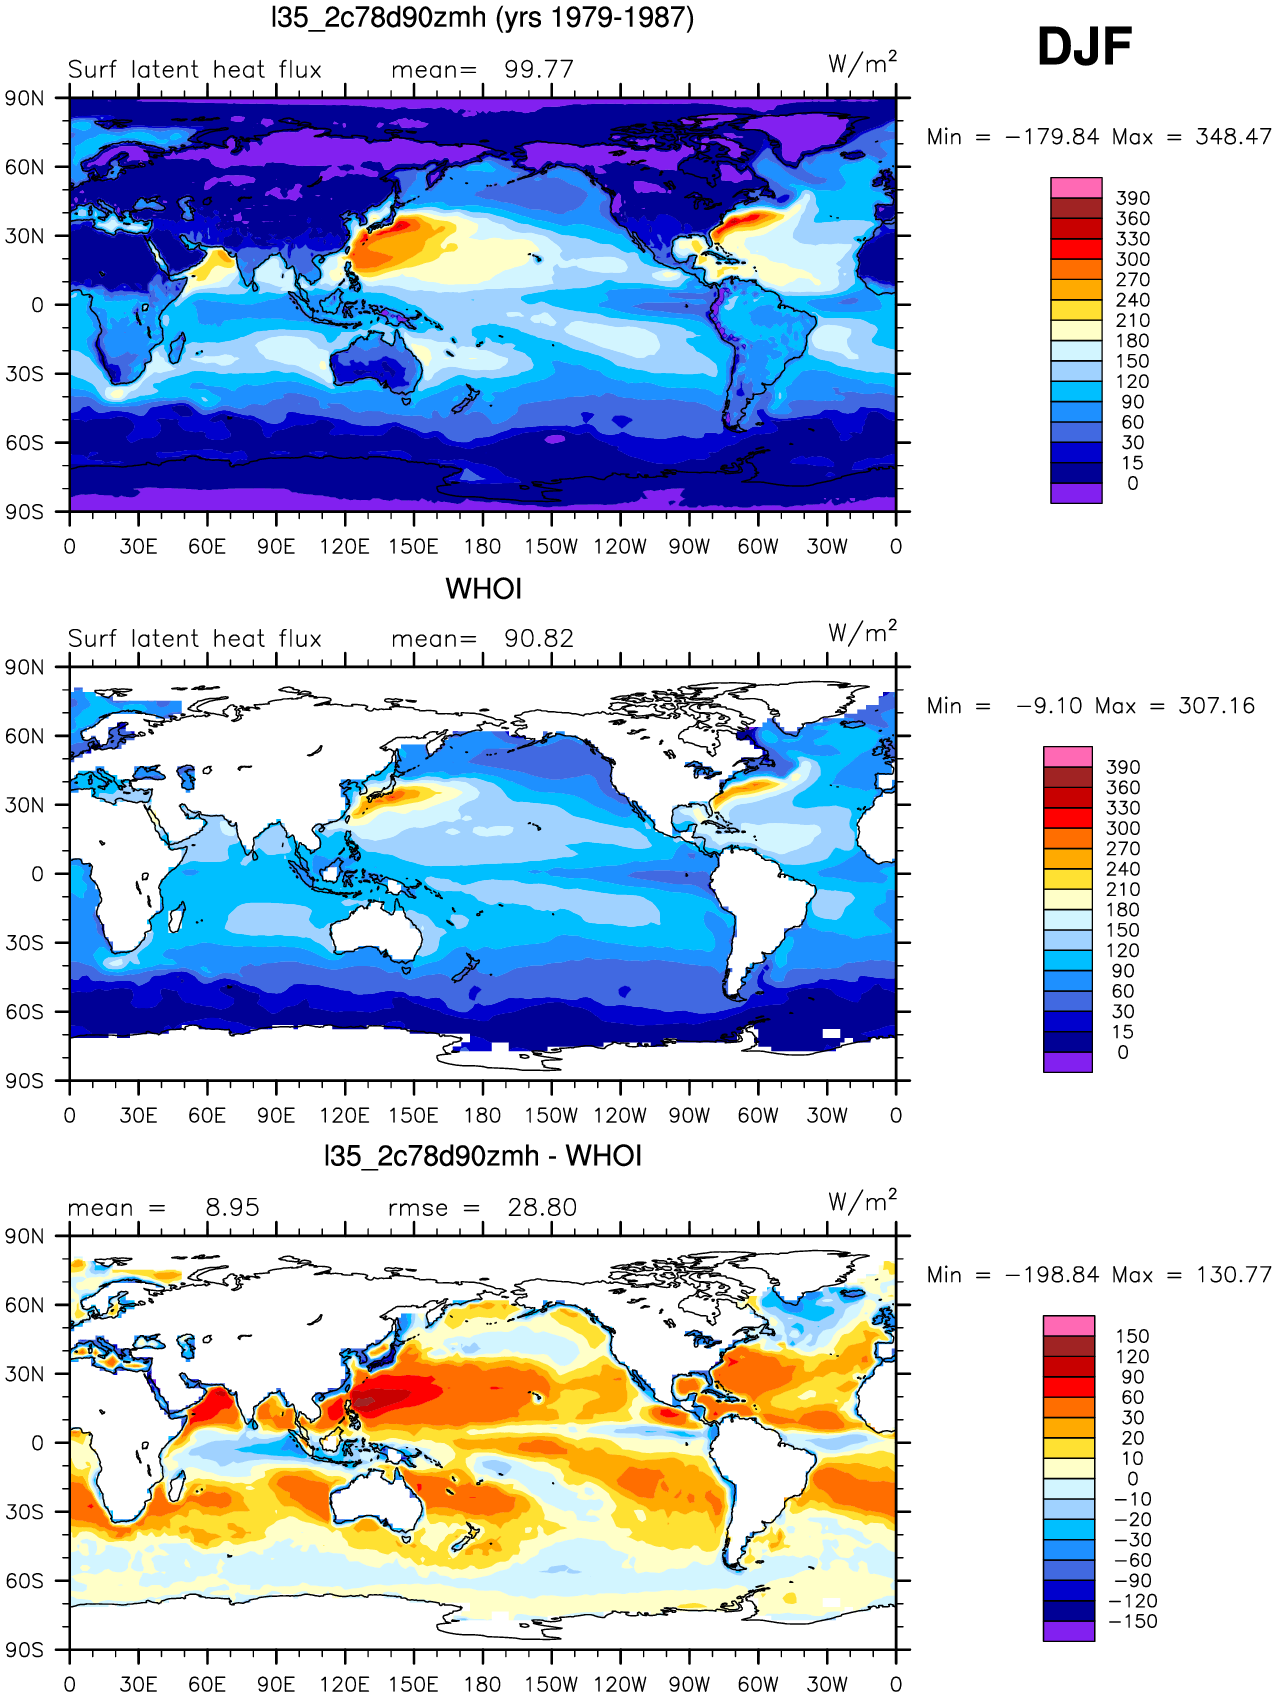 l35_2c78d90zmh (yrs 1979-1987)
DJF
Surf latent heat flux mean= 99.77 W/m²
Min = −179.84 Max = 348.47
90N
60N
30N
0
30S
60S
90S
0 30E 60E 90E 120E 150E 180 150W 120W 90W 60W 30W 0
390
360
330
300
270
240
210
180
150
120
90
60
30
15
0
WHOI
Surf latent heat flux mean= 90.82 W/m²
Min = −9.10 Max = 307.16
90N
60N
30N
0
30S
60S
90S
0 30E 60E 90E 120E 150E 180 150W 120W 90W 60W 30W 0
390
360
330
300
270
240
210
180
150
120
90
60
30
15
0
l35_2c78d90zmh - WHOI
mean = 8.95 rmse = 28.80 W/m²
Min = −198.84 Max = 130.77
90N
60N
30N
0
30S
60S
90S
0 30E 60E 90E 120E 150E 180 150W 120W 90W 60W 30W 0
150
120
90
60
30
20
10
0
−10
−20
−30
−60
−90
−120
−150